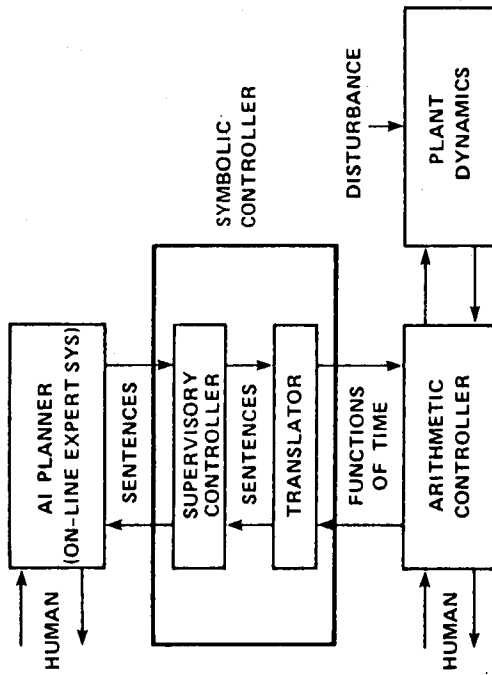 HUMAN
AI PLANNER
(ON-LINE EXPERT SYS)
SENTENCES
SYMBOLIC
CONTROLLER
SUPERVISORY
CONTROLLER
SENTENCES
TRANSLATOR
FUNCTIONS
OF TIME
DISTURBANCE
HUMAN
ARITHMETIC
CONTROLLER
PLANT
DYNAMICS